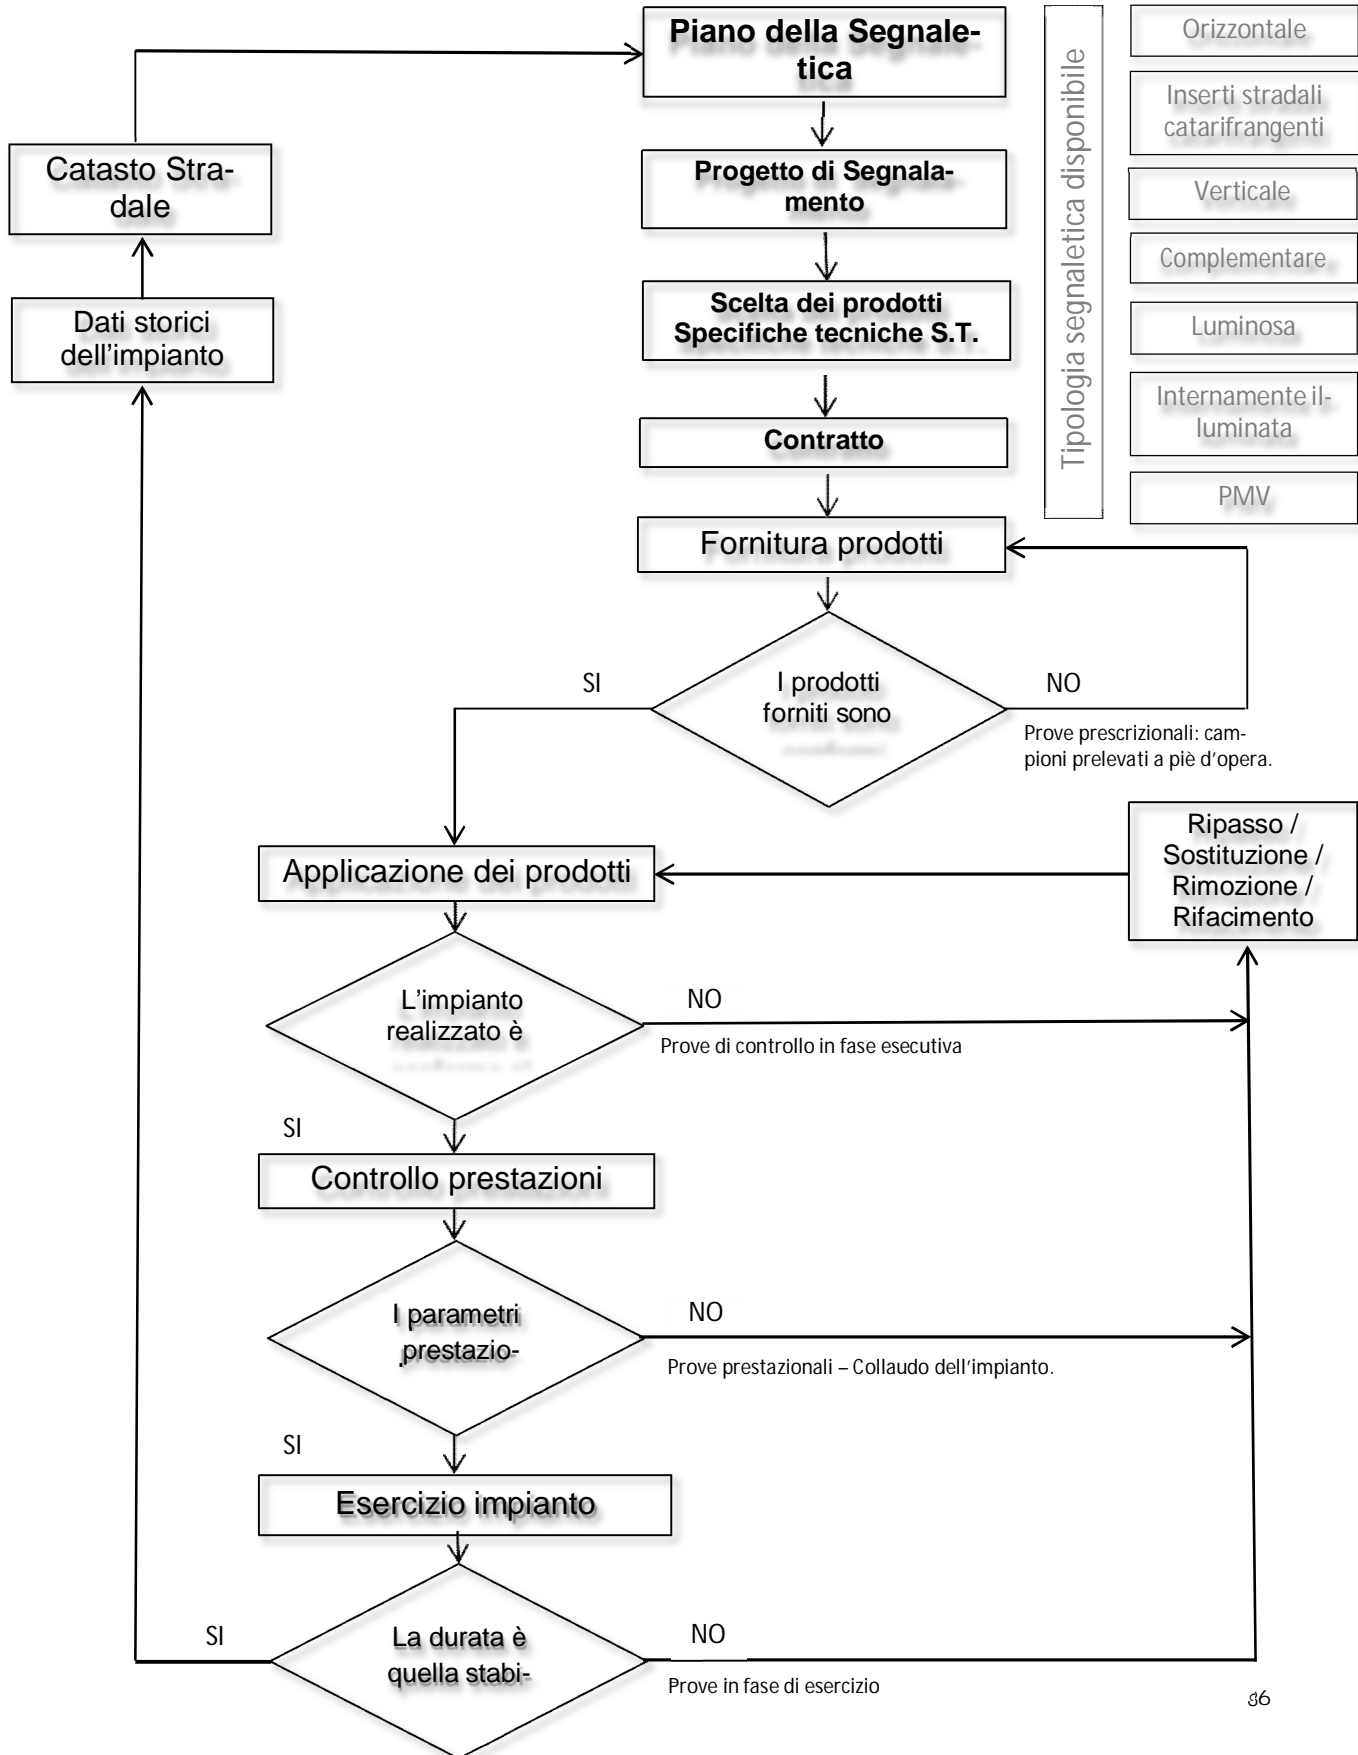 Piano della Segnale-
tica
Progetto di Segnala-
mento
Scelta dei prodotti
Specifiche tecniche S.T.
Contratto
Fornitura prodotti
Tipologia segnaletica disponibile
Orizzontale
Inserti stradali
catarifrangenti
Verticale
Complementare
Luminosa
Internamente il-
luminata
PMV
Catasto Stra-
dale
Dati storici
dell'impianto
SI
I prodotti
forniti sono
NO
Prove prescrizionali: cam-
pioni prelevati a piè d'opera.
Applicazione dei prodotti
Ripasso /
Sostituzione /
Rimozione /
Rifacimento
L'impianto
realizzato è
NO
Prove di controllo in fase esecutiva
SI
Controllo prestazioni
I parametri
prestazio-
NO
Prove prestazionali – Collaudo dell'impianto.
SI
Esercizio impianto
SI
La durata è
quella stabi-
NO
Prove in fase di esercizio